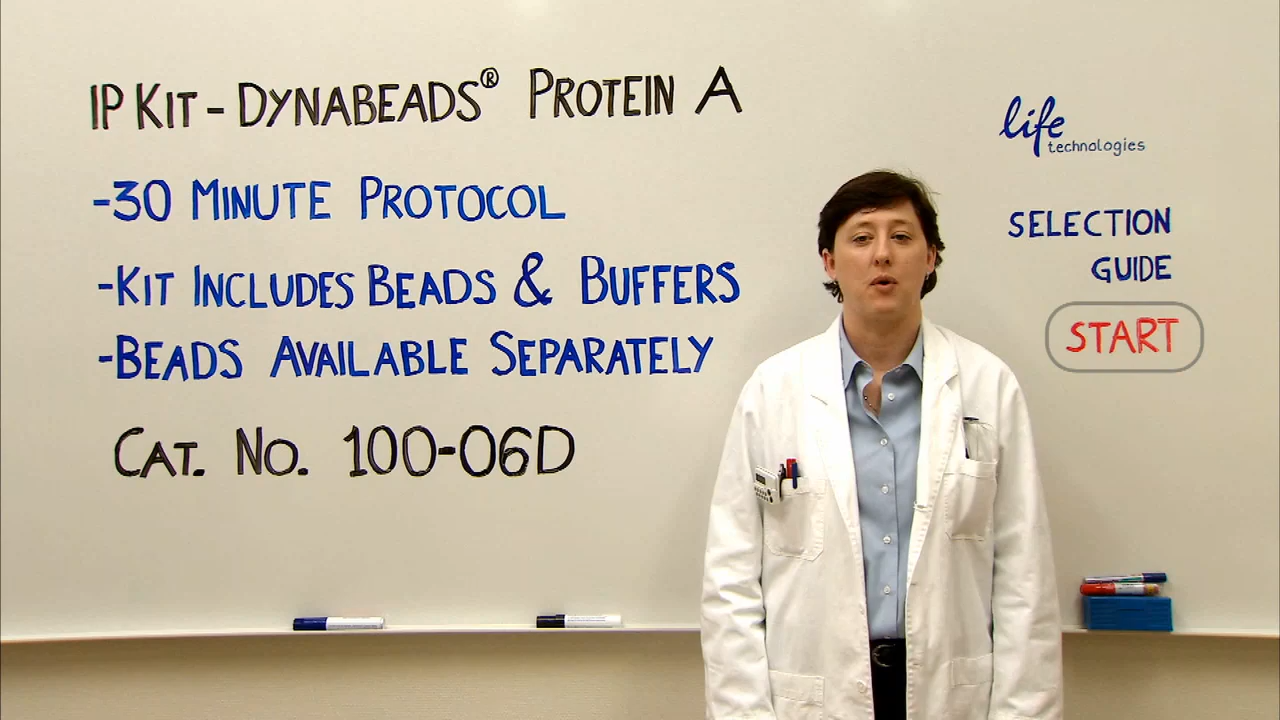 IP KIT - DYNABEADS® PROTEIN A
-30 MINUTE PROTOCOL
-KIT INCLUDES BEADS & BUFFERS
-BEADS AVAILABLE SEPARATELY
CAT. NO. 100-06D
life
technologies
SELECTION
GUIDE
START